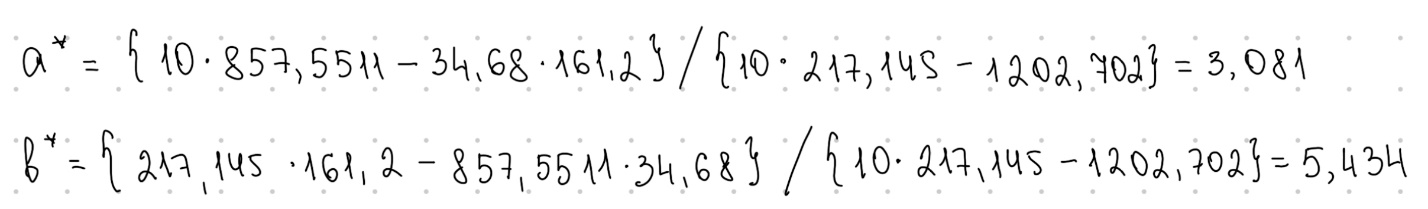 a* = { 10 · 857,5511 - 34,68 · 161,2 } / { 10 · 217,145 - 1202,702 } = 3,081
b* = { 217,145 · 161,2 - 857,5511 · 34,68 } / { 10 · 217,145 - 1202,702 } = 5,434